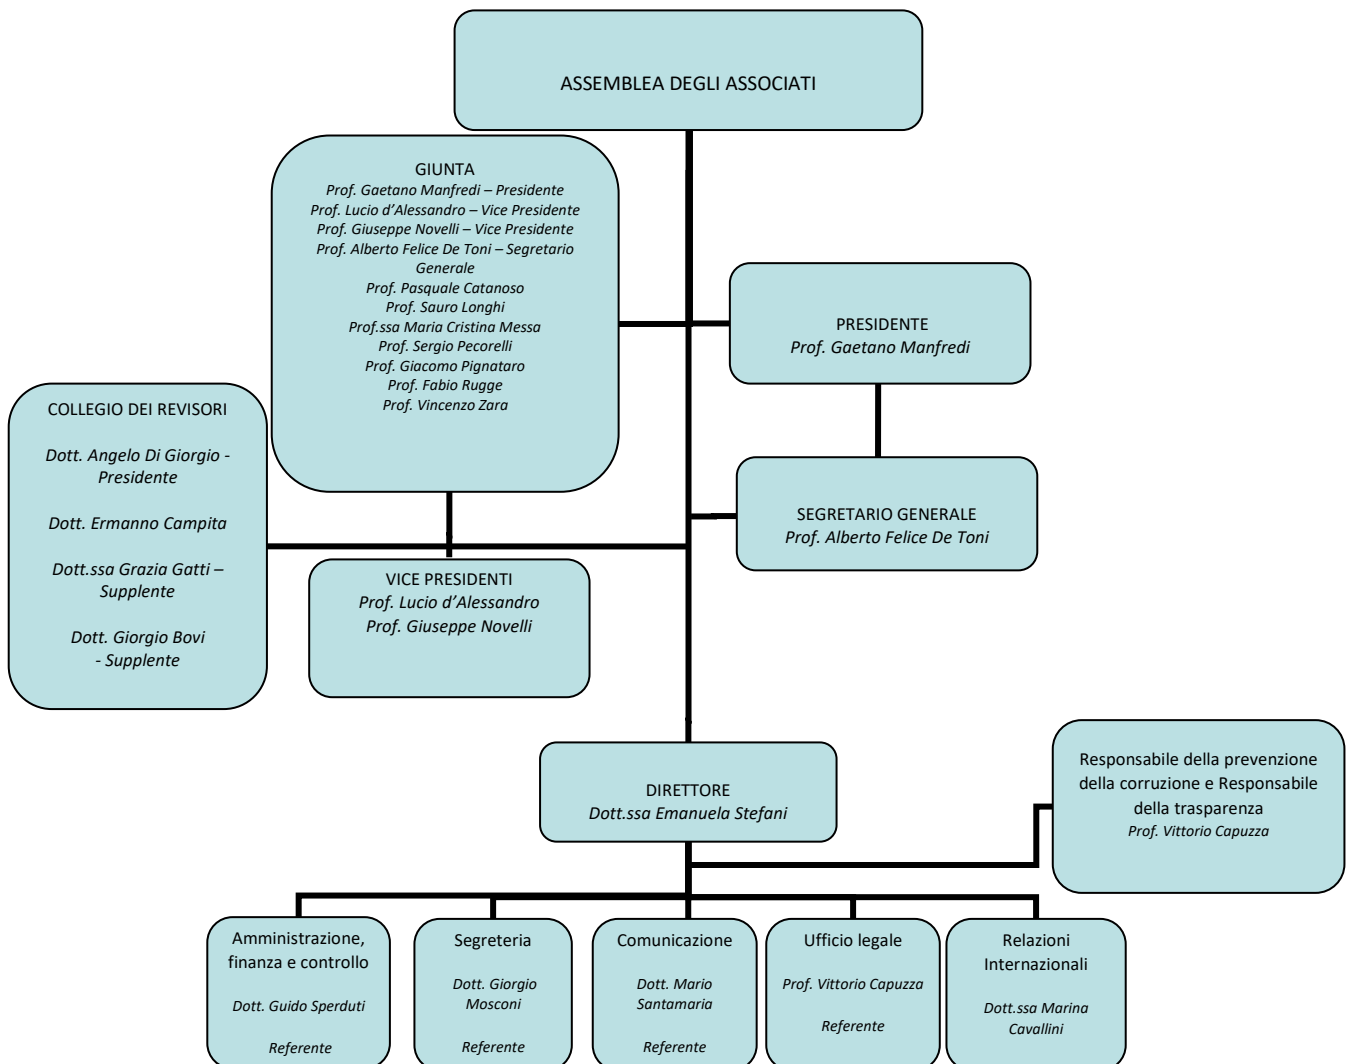 ASSEMBLEA DEGLI ASSOCIATI
GIUNTA
Prof. Gaetano Manfredi – Presidente
Prof. Lucio d'Alessandro – Vice Presidente
Prof. Giuseppe Novelli – Vice Presidente
Prof. Alberto Felice De Toni – Segretario
Generale
Prof. Pasquale Catanoso
Prof. Sauro Longhi
Prof.ssa Maria Cristina Messa
Prof. Sergio Pecorelli
Prof. Giacomo Pignataro
Prof. Fabio Rugge
Prof. Vincenzo Zara
PRESIDENTE
Prof. Gaetano Manfredi
COLLEGIO DEI REVISORI
Dott. Angelo Di Giorgio -
Presidente
Dott. Ermanno Campita
Dott.ssa Grazia Gatti –
Supplente
Dott. Giorgio Bovi
- Supplente
SEGRETARIO GENERALE
Prof. Alberto Felice De Toni
VICE PRESIDENTI
Prof. Lucio d'Alessandro
Prof. Giuseppe Novelli
DIRETTORE
Dott.ssa Emanuela Stefani
Responsabile della prevenzione
della corruzione e Responsabile
della trasparenza
Prof. Vittorio Capuzza
Amministrazione,
finanza e controllo
Dott. Guido Sperduti
Referente
Segreteria
Dott. Giorgio
Mosconi
Referente
Comunicazione
Dott. Mario
Santamaria
Referente
Ufficio legale
Prof. Vittorio Capuzza
Referente
Relazioni
Internazionali
Dott.ssa Marina
Cavallini